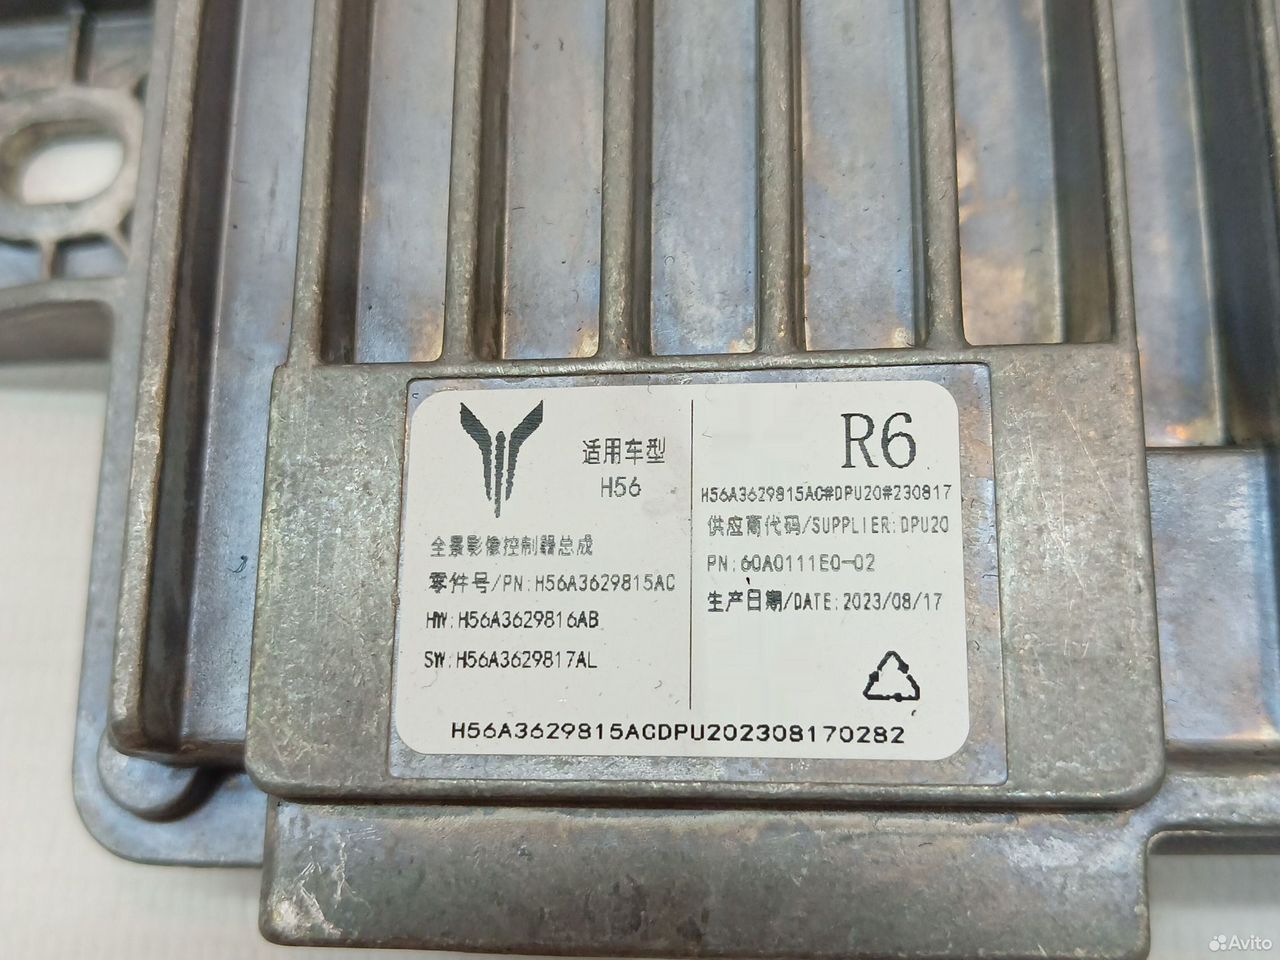 适用车型
H56
全景影像控制器总成
零件号/PN:H56A3629815AC
HW:H56A3629816AB
SW:H56A3629817AL
R6
H56A3629815AC#DPU20#230817
供应商代码/SUPPLIER:DPU20
PN:60A0111E0-02
生产日期/DATE:2023/08/17
H56A3629815ACDPU202308170282
Avito